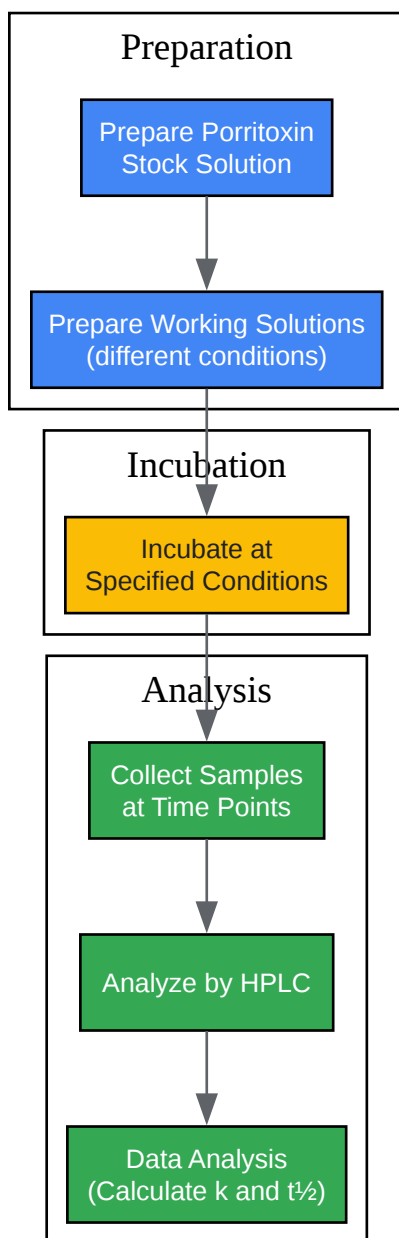 Preparation
Prepare Porritoxin
Stock Solution
Prepare Working Solutions
(different conditions)
Incubation
Incubate at
Specified Conditions
Analysis
Collect Samples
at Time Points
Analyze by HPLC
Data Analysis
(Calculate k and t½)